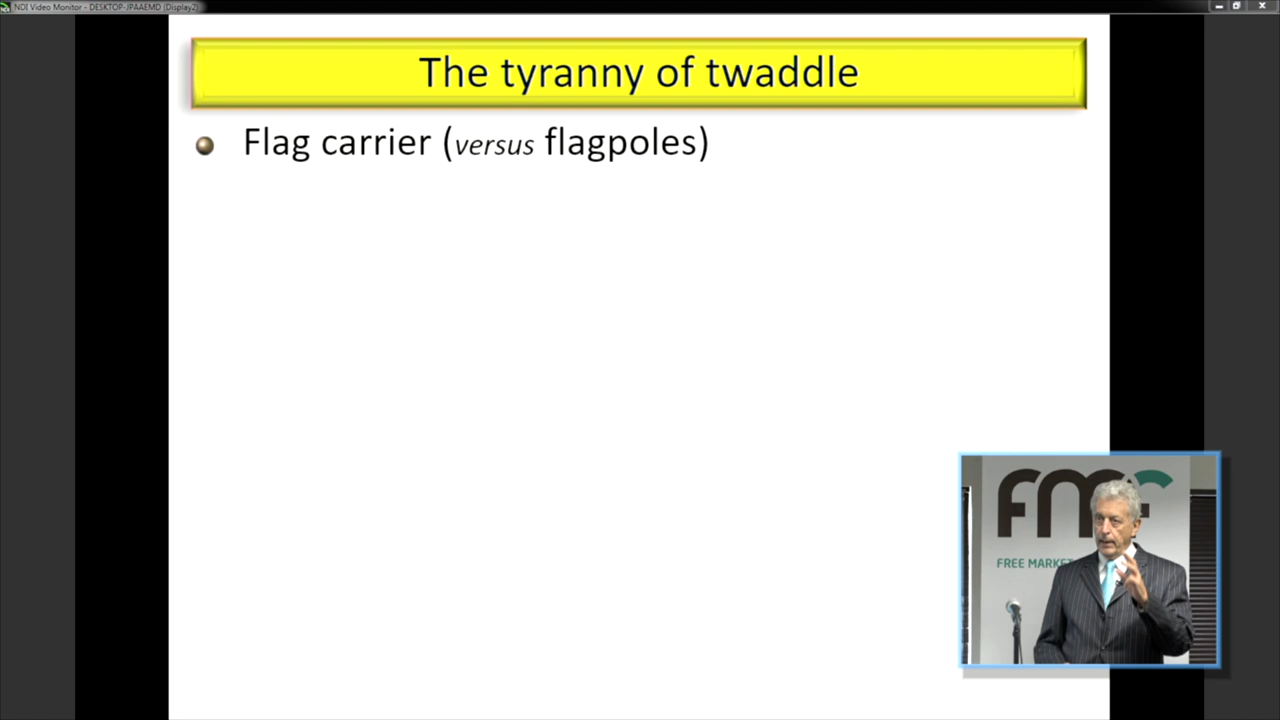 NDI Video Monitor - DESKTOP-JPAAEMD (Display2)
The tyranny of twaddle
Flag carrier (versus flagpoles)
FMF
FREE MARKET